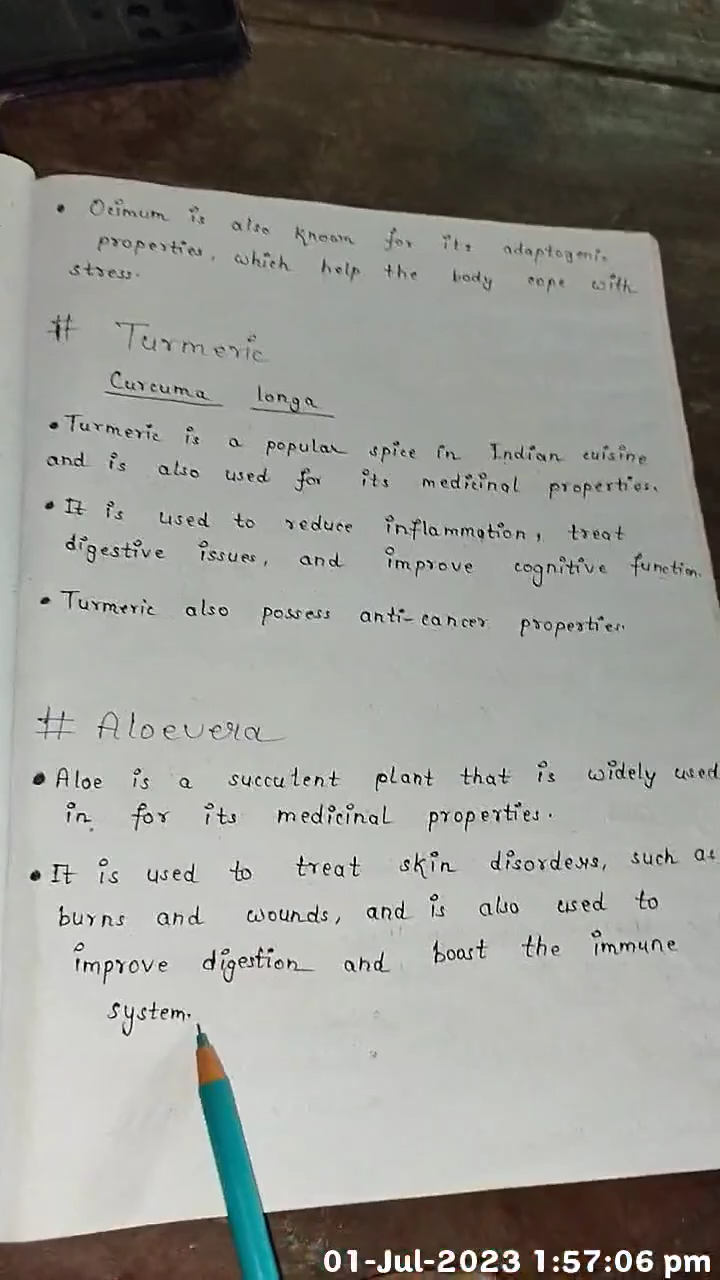 • Ocimum is also known for its adaptogenic
properties, which help the body cope with
stress.
# Turmeric
Curcuma longa
• Turmeric is a popular spice in Indian cuisine
and is also used for its medicinal properties.
• It is used to reduce inflammation, treat
digestive issues, and improve cognitive function.
• Turmeric also possess anti-cancer properties.
# Aloevera
• Aloe is a succulent plant that is widely used
in for its medicinal properties.
• It is used to treat skin disorders, such as
burns and wounds, and is also used to
improve digestion and boost the immune
system.
01-Jul-2023 1:57:06 pm